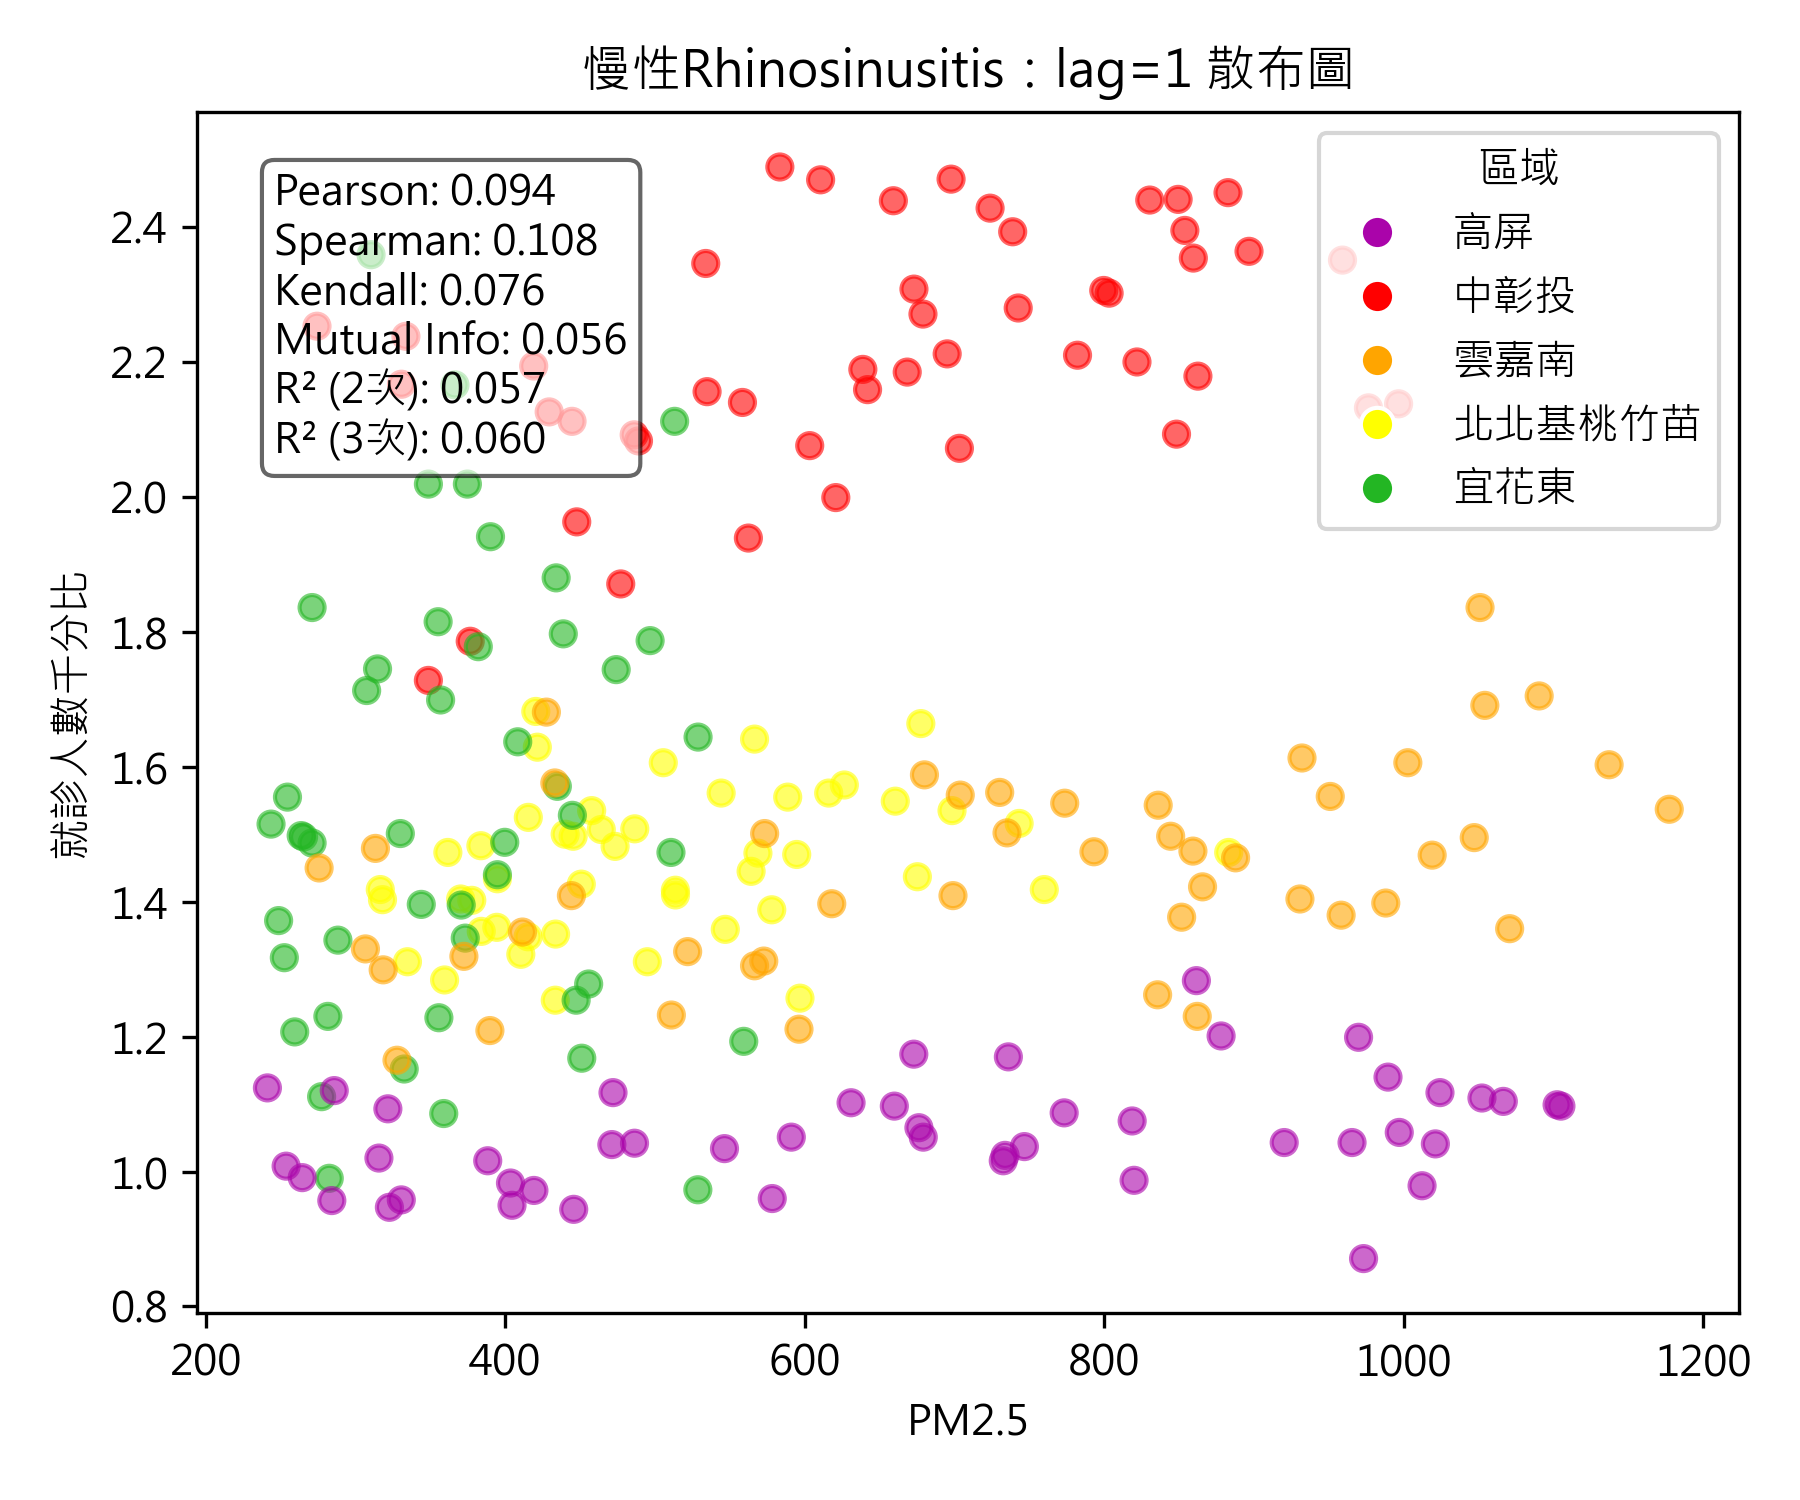 慢性Rhinosinusitis：lag=1 散布圖
Pearson: 0.094
Spearman: 0.108
Kendall: 0.076
Mutual Info: 0.056
R² (2次): 0.057
R² (3次): 0.060
區域
高屏
中彰投
雲嘉南
北北基桃竹苗
宜花東
就診人數千分比
2.4
2.2
2.0
1.8
1.6
1.4
1.2
1.0
0.8
200 400 600 800 1000 1200
PM2.5